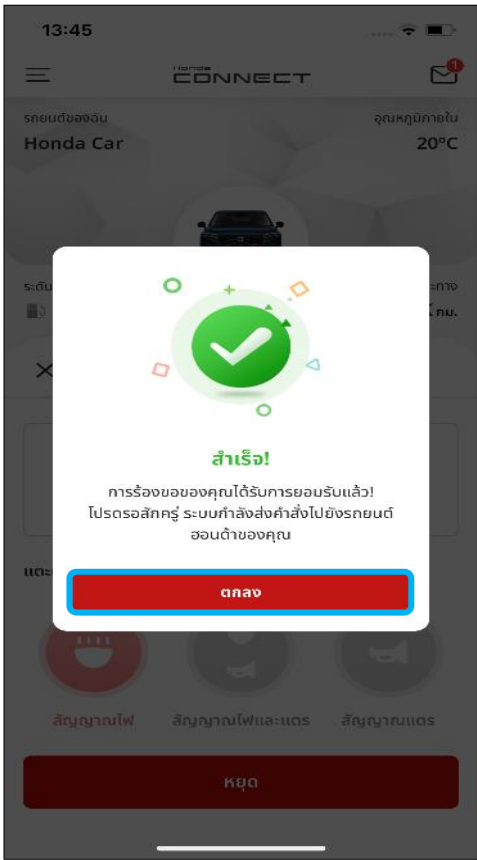 13:45
Honda
CONNECT
1
รถยนต์ของฉัน
อุณหภูมิภายใน
Honda Car
20°C
ระดับ
กม.
สำเร็จ!
การร้องขอของคุณได้รับการยอมรับแล้ว!
โปรดรอสักครู่ ระบบกำลังส่งคำสั่งไปยังรถยนต์
ฮอนด้าของคุณ
ตกลง
สัญญาณไฟ
สัญญาณไฟและแตร
สัญญาณแตร
หยุด